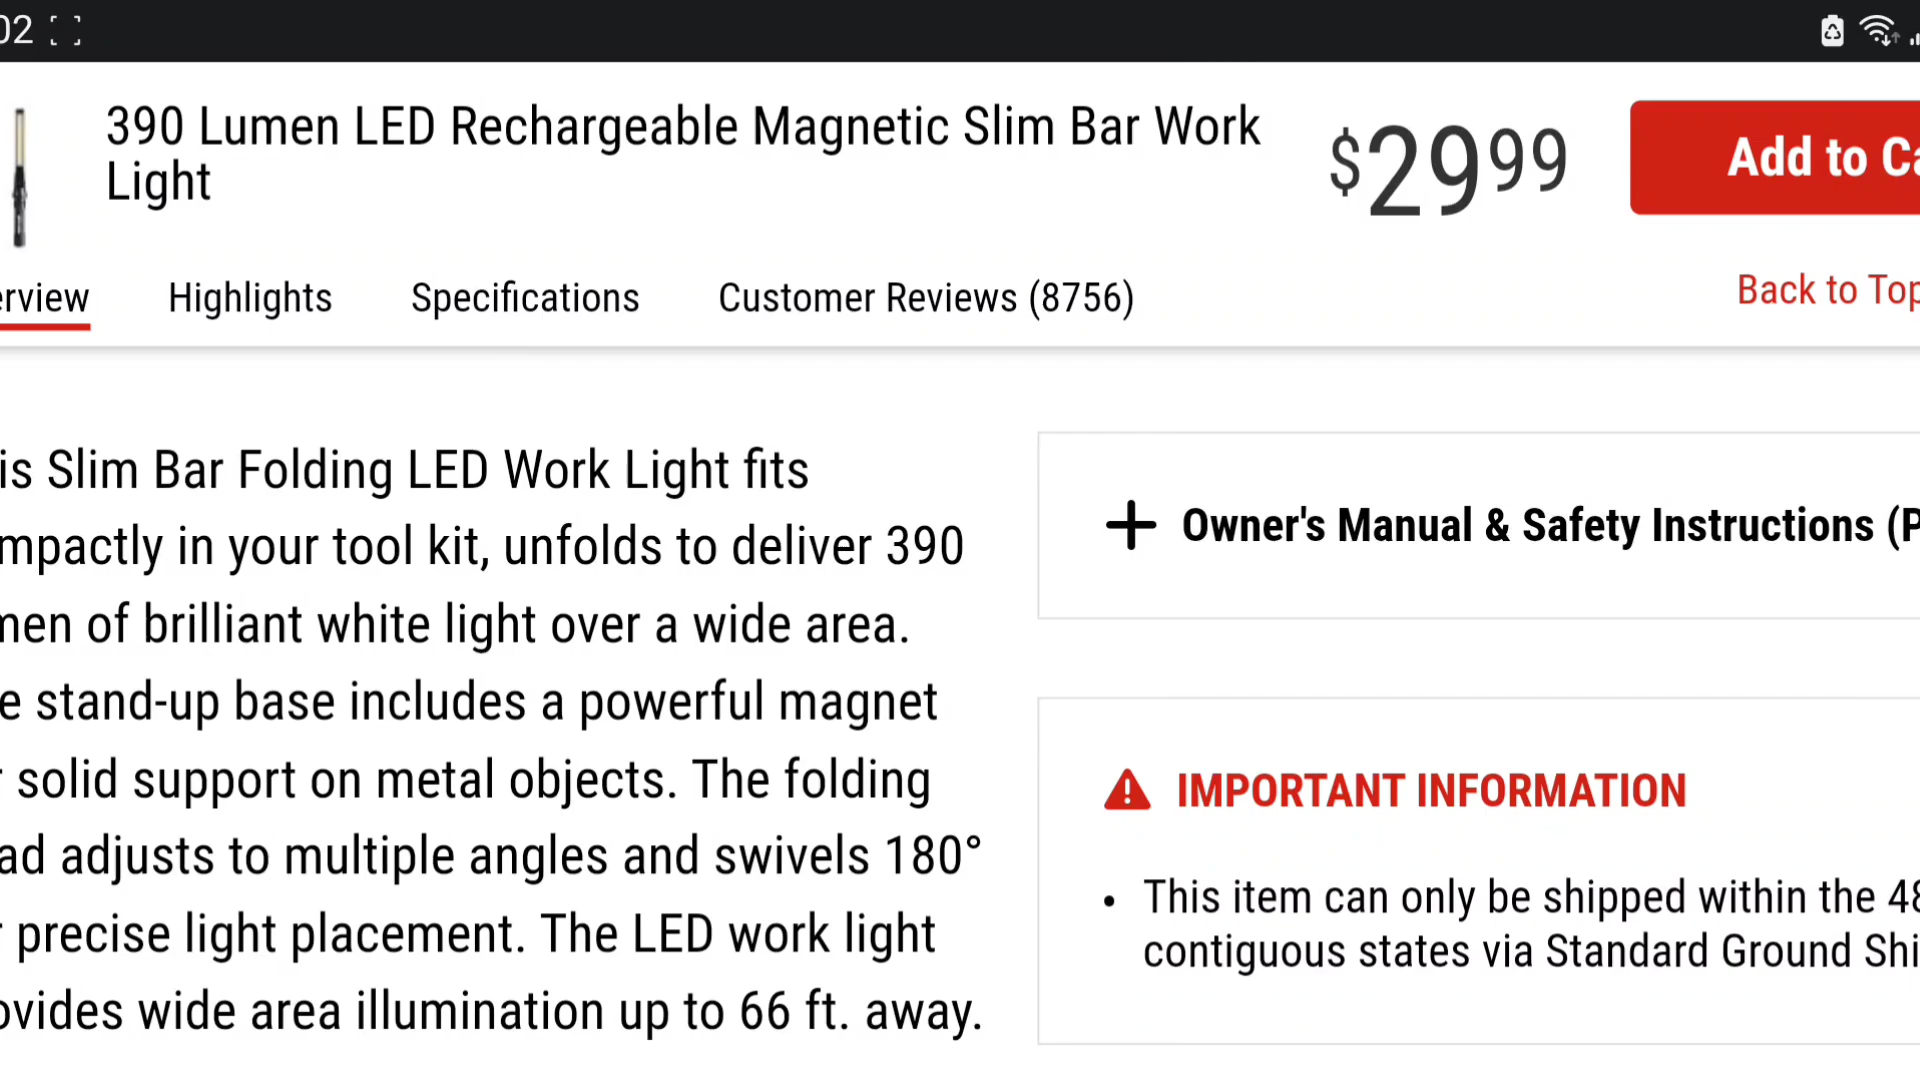 02
390 Lumen LED Rechargeable Magnetic Slim Bar Work
Light
$29 99
Add to Ca
erview
Highlights
Specifications
Customer Reviews (8756)
Back to Top
is Slim Bar Folding LED Work Light fits
mpactly in your tool kit, unfolds to deliver 390
men of brilliant white light over a wide area.
e stand-up base includes a powerful magnet
r solid support on metal objects. The folding
ad adjusts to multiple angles and swivels 180°
r precise light placement. The LED work light
ovides wide area illumination up to 66 ft. away.
Owner's Manual & Safety Instructions (P
IMPORTANT INFORMATION
• This item can only be shipped within the 48
contiguous states via Standard Ground Shi